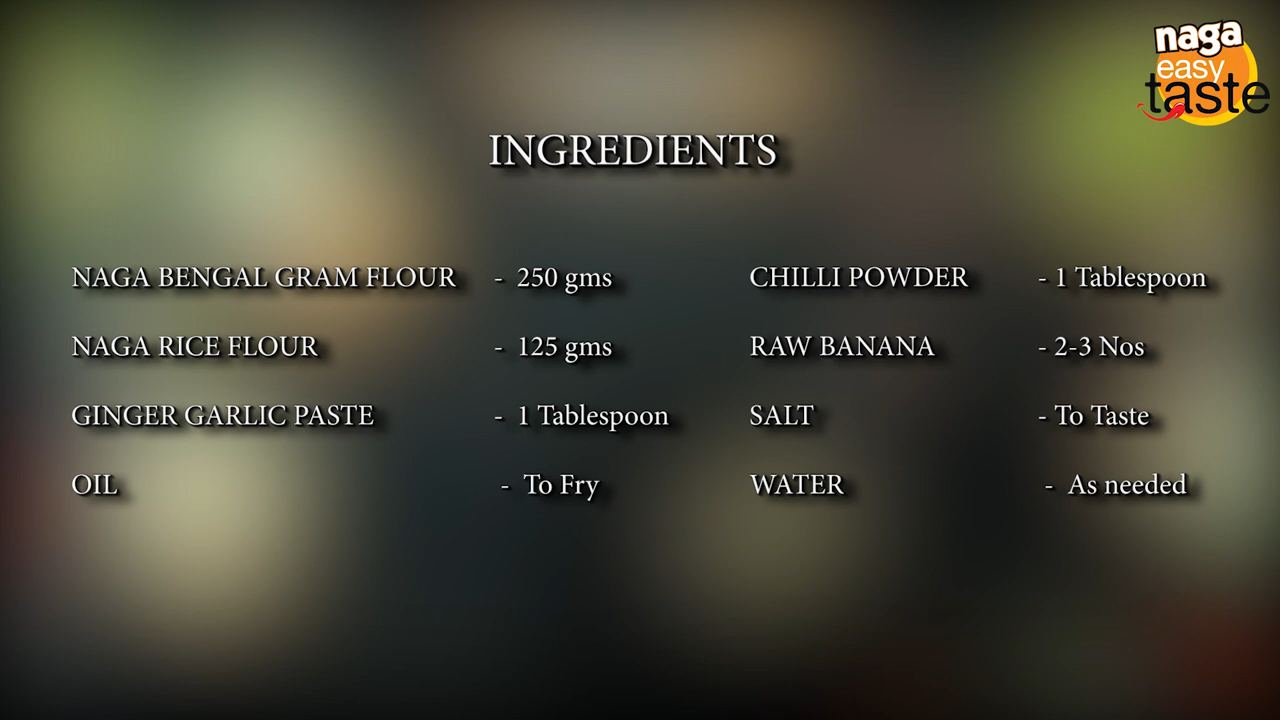 naga
easy
taste
INGREDIENTS
NAGA BENGAL GRAM FLOUR - 250 gms
NAGA RICE FLOUR - 125 gms
GINGER GARLIC PASTE - 1 Tablespoon
OIL - To Fry
CHILLI POWDER - 1 Tablespoon
RAW BANANA - 2-3 Nos
SALT - To Taste
WATER - As needed